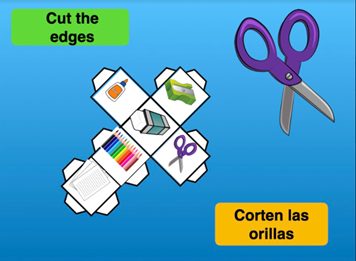 Cut the
edges
Corten las
orillas